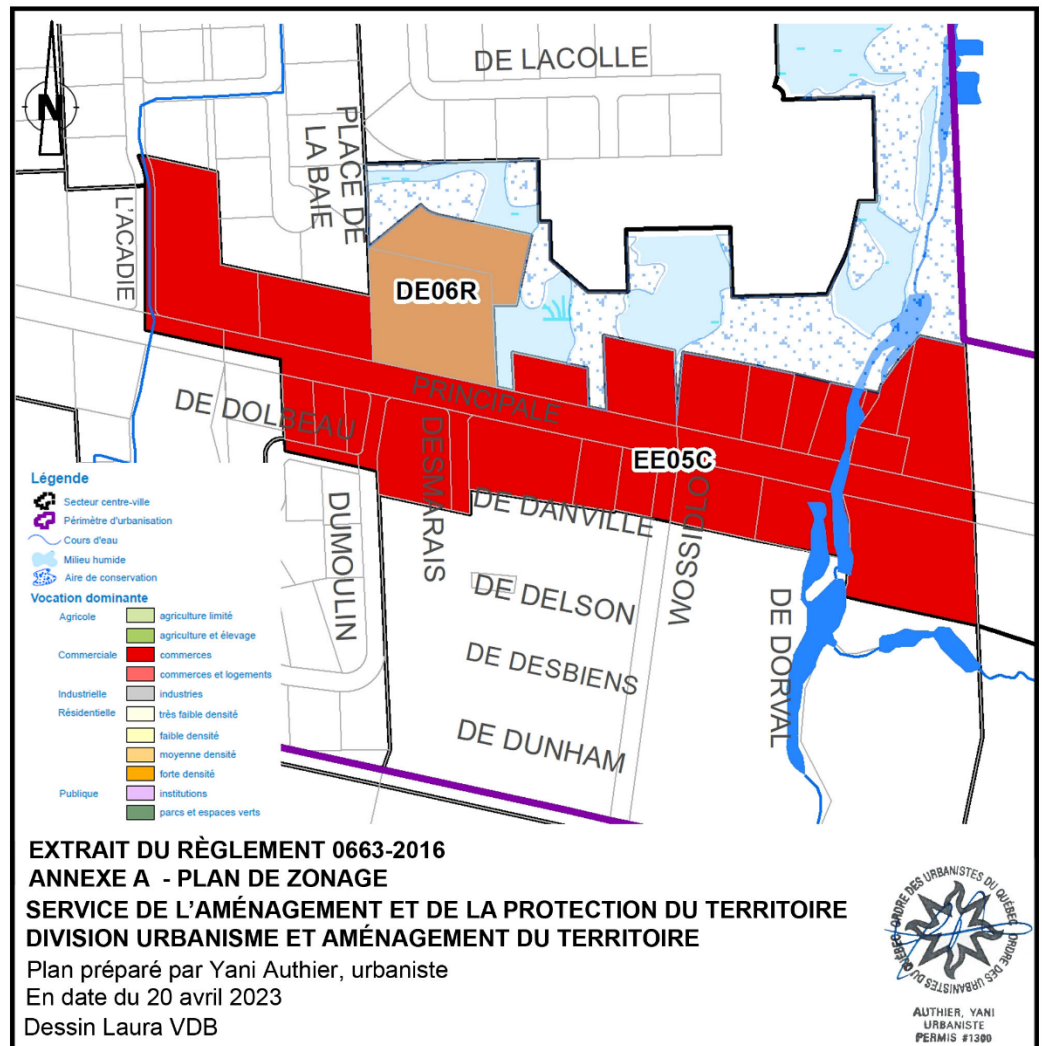 DE LACOLLE
N
PLACE DE
LA BAIE
L'ACADIE
DE06R
PRINCIPALE
DE DOLBEAU
DESMARAIS
EE05C
WOSSIDLO
DE DANVILLE
DUMOULIN
DE DELSON
DE DESBIENS
DE DORVAL
DE DUNHAM
Légende
Secteur centre-ville
Périmètre d'urbanisation
Cours d'eau
Milieu humide
Aire de conservation
Vocation dominante
Agricole agriculture limité
agriculture et élevage
Commerciale commerces
commerces et logements
Industrielle industries
Résidentielle très faible densité
faible densité
moyenne densité
forte densité
Publique institutions
parcs et espaces verts
EXTRAIT DU RÈGLEMENT 0663-2016
ANNEXE A - PLAN DE ZONAGE
SERVICE DE L'AMÉNAGEMENT ET DE LA PROTECTION DU TERRITOIRE
DIVISION URBANISME ET AMÉNAGEMENT DU TERRITOIRE
Plan préparé par Yani Authier, urbaniste
En date du 20 avril 2023
Dessin Laura VDB
ORDRE DES URBANISTES DU QUÉBEC
ORDRE DES URBANISTES DU QUÉBEC
AUTHIER, YANI
URBANISTE
PERMIS #1300